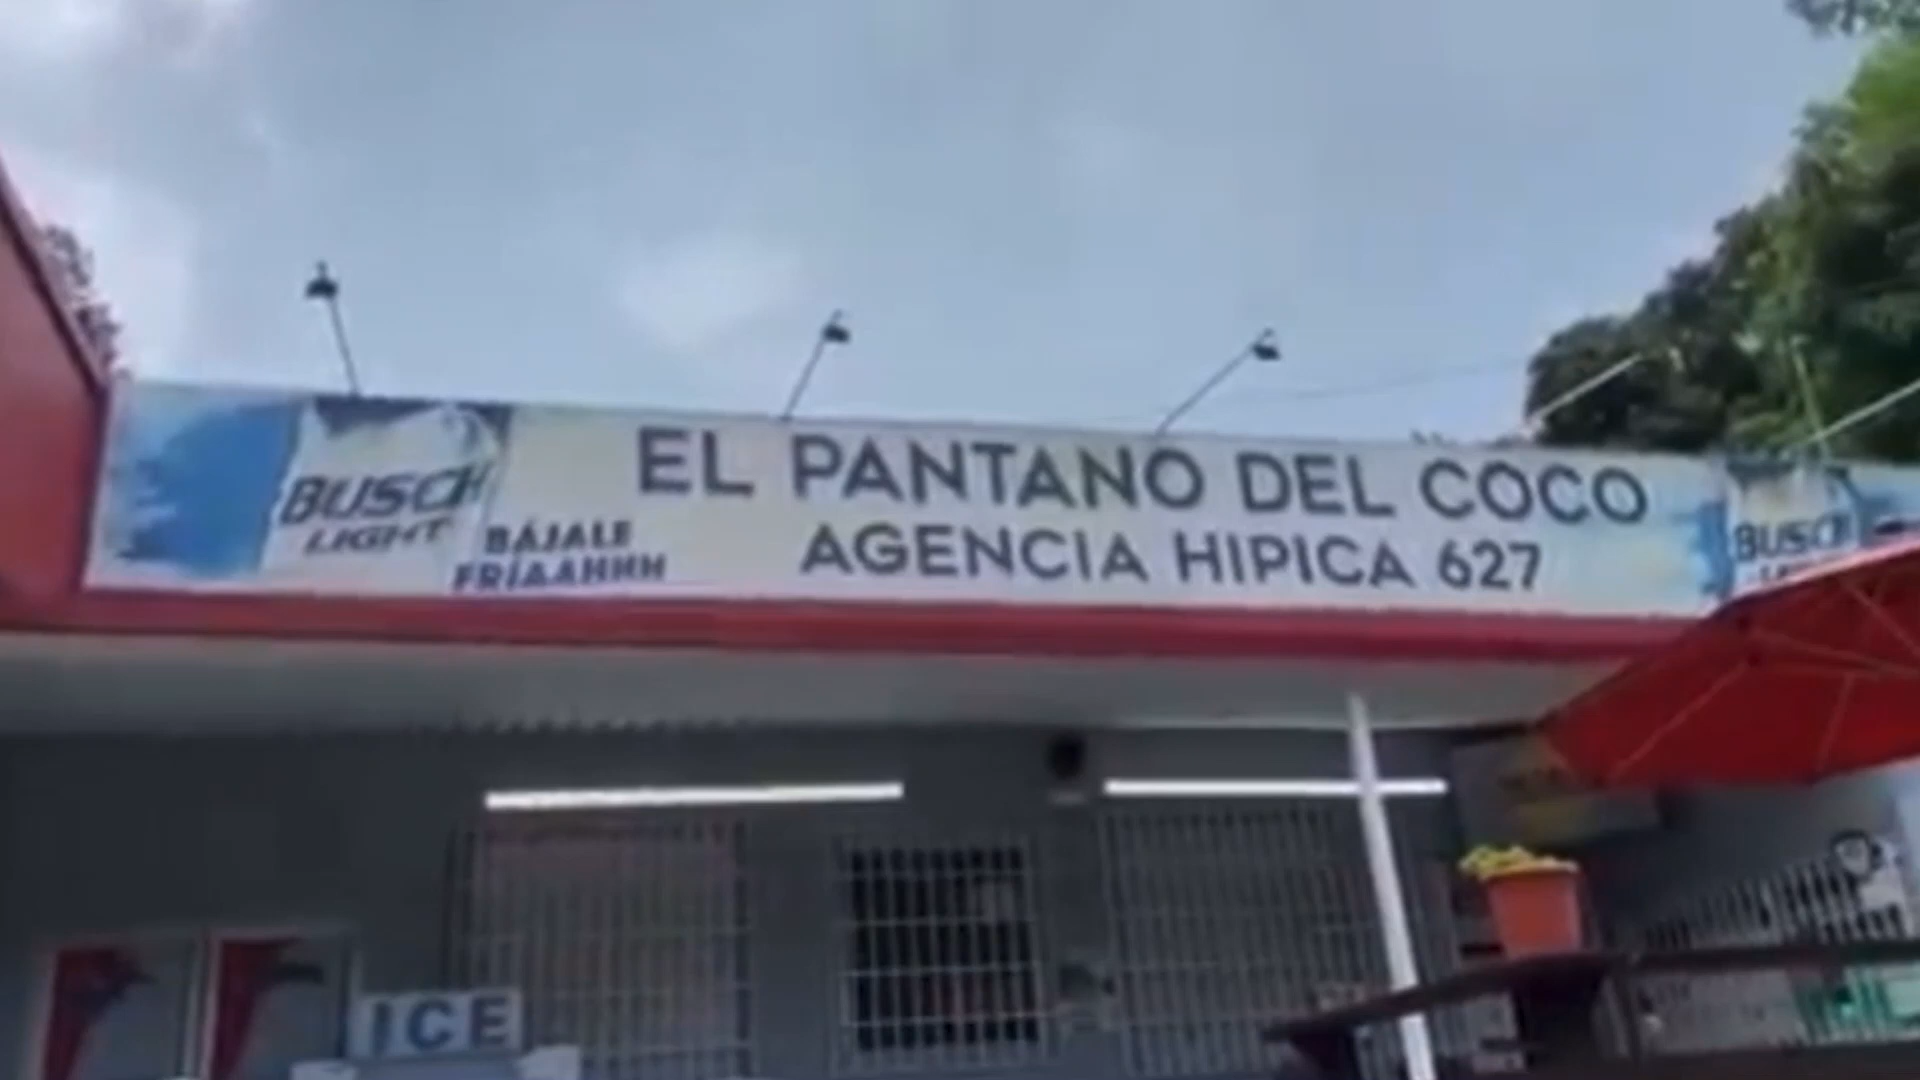 BUSCH
LIGHT
BÁJALE
FRÍAAHHH
EL PANTANO DEL COCO
AGENCIA HIPICA 627
BUSCH
ICE